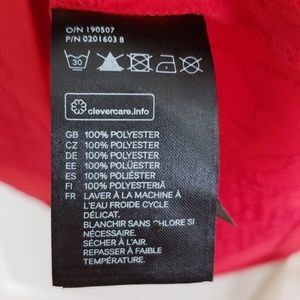 O/N 190507
P/N 0201603 8
30
clevercare.info
GB 100% POLYESTER
CZ 100% POLYESTER
DE 100% POLYESTER
EE 100% POLÜESTER
ES 100% POLIÉSTER
FI 100% POLYESTERIÄ
FR LAVER À LA MACHINE À
L'EAU FROIDE CYCLE
DÉLICAT.
BLANCHIR SANS CHLORE SI
NÉCESSAIRE.
SÉCHER À L'AIR.
REPASSER À FAIBLE
TEMPÉRATURE.